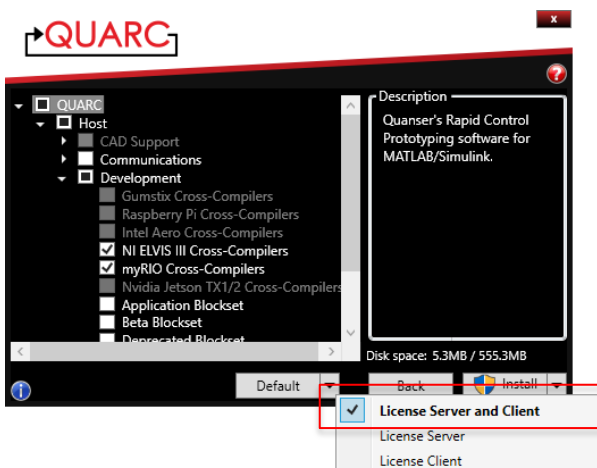 QUARC
x
?
QUARC
Host
CAD Support
Communications
Development
Gumstix Cross-Compilers
Raspberry Pi Cross-Compilers
Intel Aero Cross-Compilers
NI ELVIS III Cross-Compilers
myRIO Cross-Compilers
Nvidia Jetson TX1/2 Cross-Compilers
Application Blockset
Beta Blockset
Deprecated Blockset
Description
Quanser's Rapid Control
Prototyping software for
MATLAB/Simulink.
Disk space: 5.3MB / 555.3MB
i
Default
Back
Install
License Server and Client
License Server
License Client